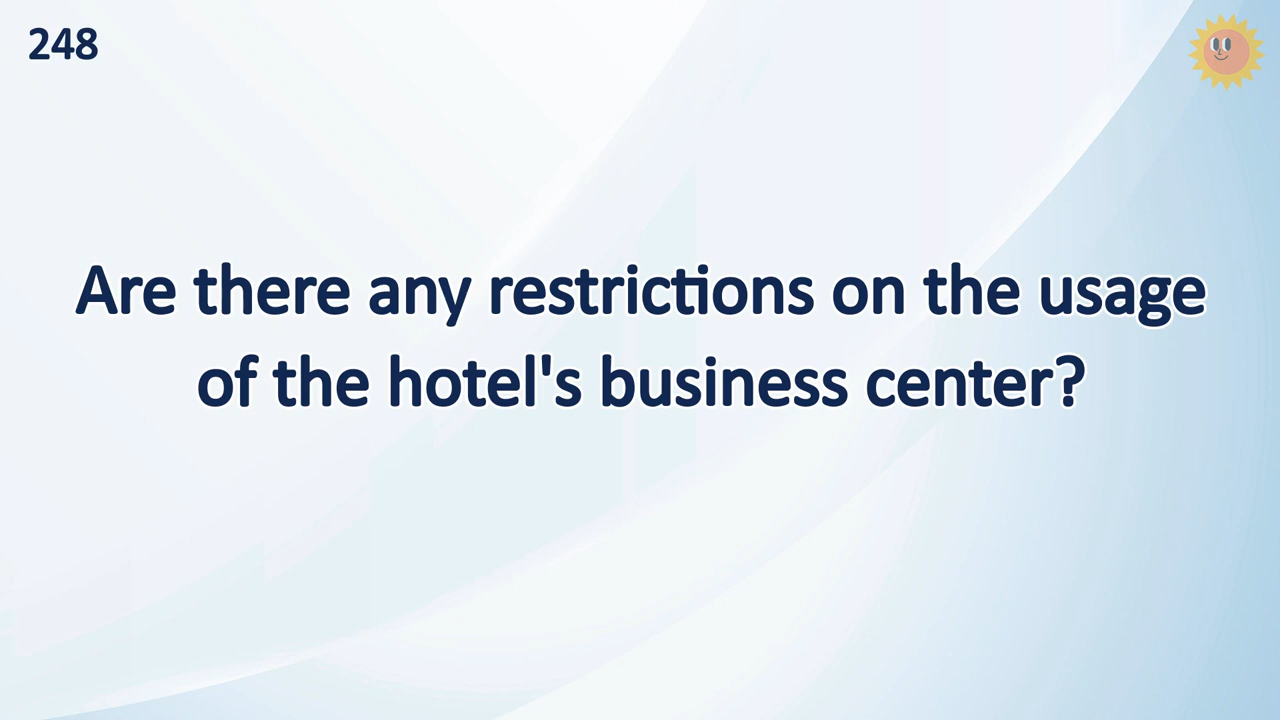 248
Are there any restrictions on the usage
of the hotel's business center?